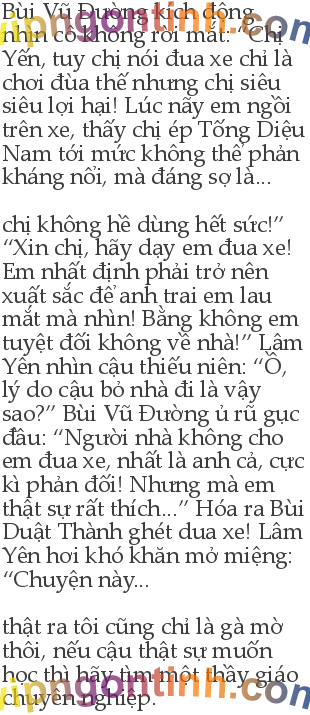 Bùi Vũ Đường kích động,
nhìn cô không rời mắt: “Chị
Yến, tuy chị nói đua xe chỉ là
chơi đùa thế nhưng chị siêu
siêu lợi hại! Lúc nãy em ngồi
trên xe, thấy chị ép Tống Diệu
Nam tới mức không thể phản
kháng nổi, mà đáng sợ là...
chị không hề dùng hết sức!”
“Xin chị, hãy dạy em đua xe!
Em nhất định phải trở nên
xuất sắc để anh trai em lau
mắt mà nhìn! Bằng không em
tuyệt đối không về nhà!” Lâm
Yên nhìn cậu thiếu niên: “Ồ,
lý do cậu bỏ nhà đi là vậy
sao?” Bùi Vũ Đường ủ rũ gục
đầu: “Người nhà không cho
em đua xe, nhất là anh cả, cực
kì phản đối! Nhưng mà em
thật sự rất thích...” Hóa ra Bùi
Duật Thành ghét đua xe! Lâm
Yên hơi khó khăn mở miệng:
“Chuyện này...
thật ra tôi cũng chỉ là gà mờ
thôi, nếu cậu thật sự muốn
học thì hãy tìm một thầy giáo
chuyên nghiệp.
vipngontinh.com
vipngontinh.com